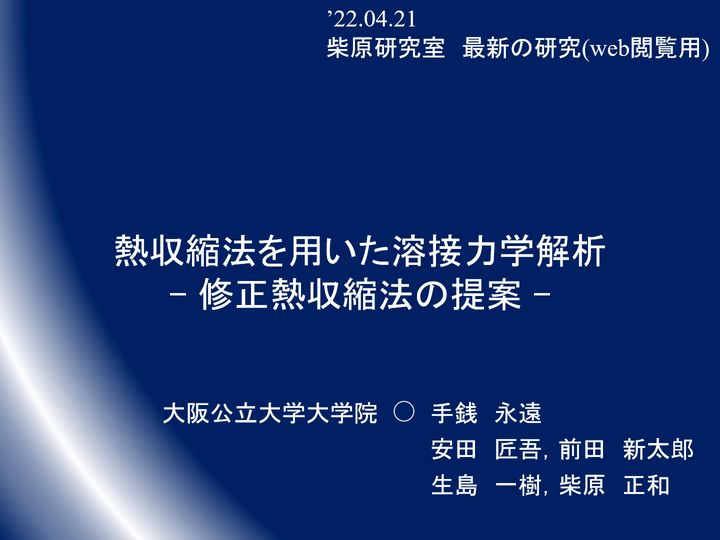 ’22.04.21
柴原研究室　最新の研究(web閲覧用)
熱収縮法を用いた溶接力学解析
− 修正熱収縮法の提案 −
大阪公立大学大学院　○　手銭　永遠
安田　匠吾，前田　新太郎
生島　一樹，柴原　正和